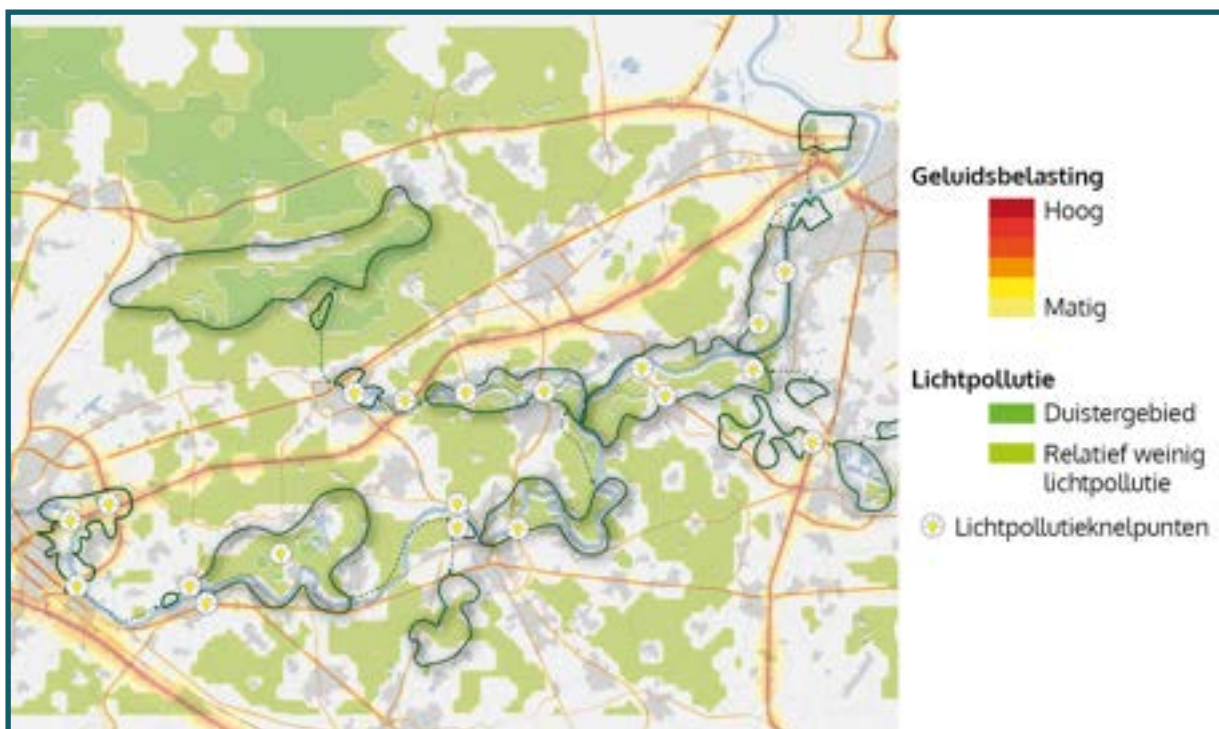 Geluidsbelasting
Hoog
Matig
Lichtpollutie
Duistergebied
Relatief weinig
lichtpollutie
Lichtpollutieknelpunten